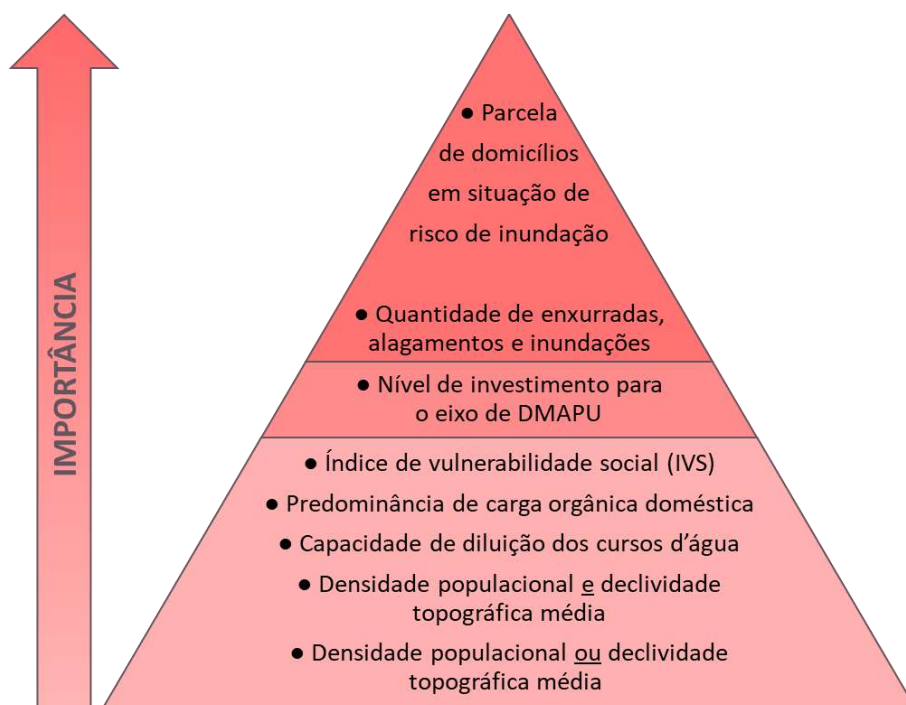 IMPORTÂNCIA
● Parcela
de domicílios
em situação de
risco de inundação
● Quantidade de enxurradas,
alagamentos e inundações
● Nível de investimento para
o eixo de DMAPU
● Índice de vulnerabilidade social (IVS)
● Predominância de carga orgânica doméstica
● Capacidade de diluição dos cursos d’água
● Densidade populacional e declividade
topográfica média
● Densidade populacional ou declividade
topográfica média